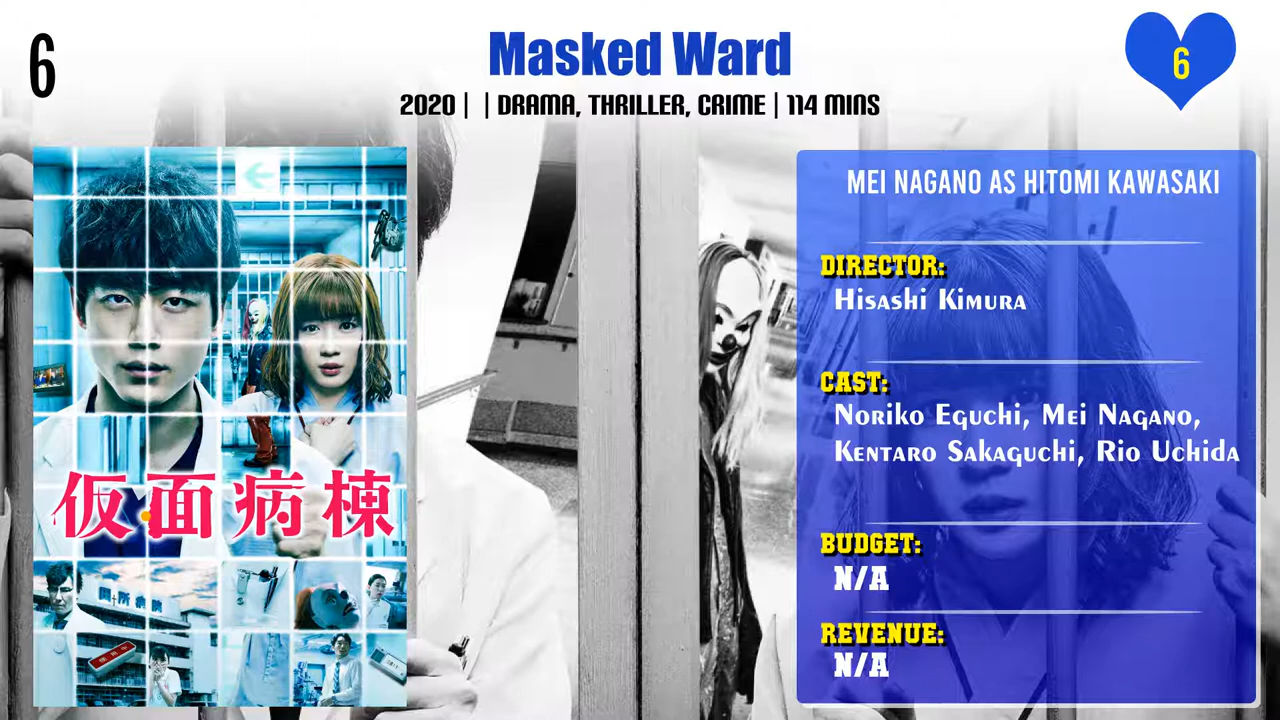 6
Masked Ward
6
2020 | | DRAMA, THRILLER, CRIME | 114 MINS
MEI NAGANO AS HITOMI KAWASAKI
DIRECTOR:
Hisashi Kimura
CAST:
Noriko Eguchi, Mei Nagano,
Kentaro Sakaguchi, Rio Uchida
BUDGET:
N/A
REVENUE:
N/A
仮面病棟